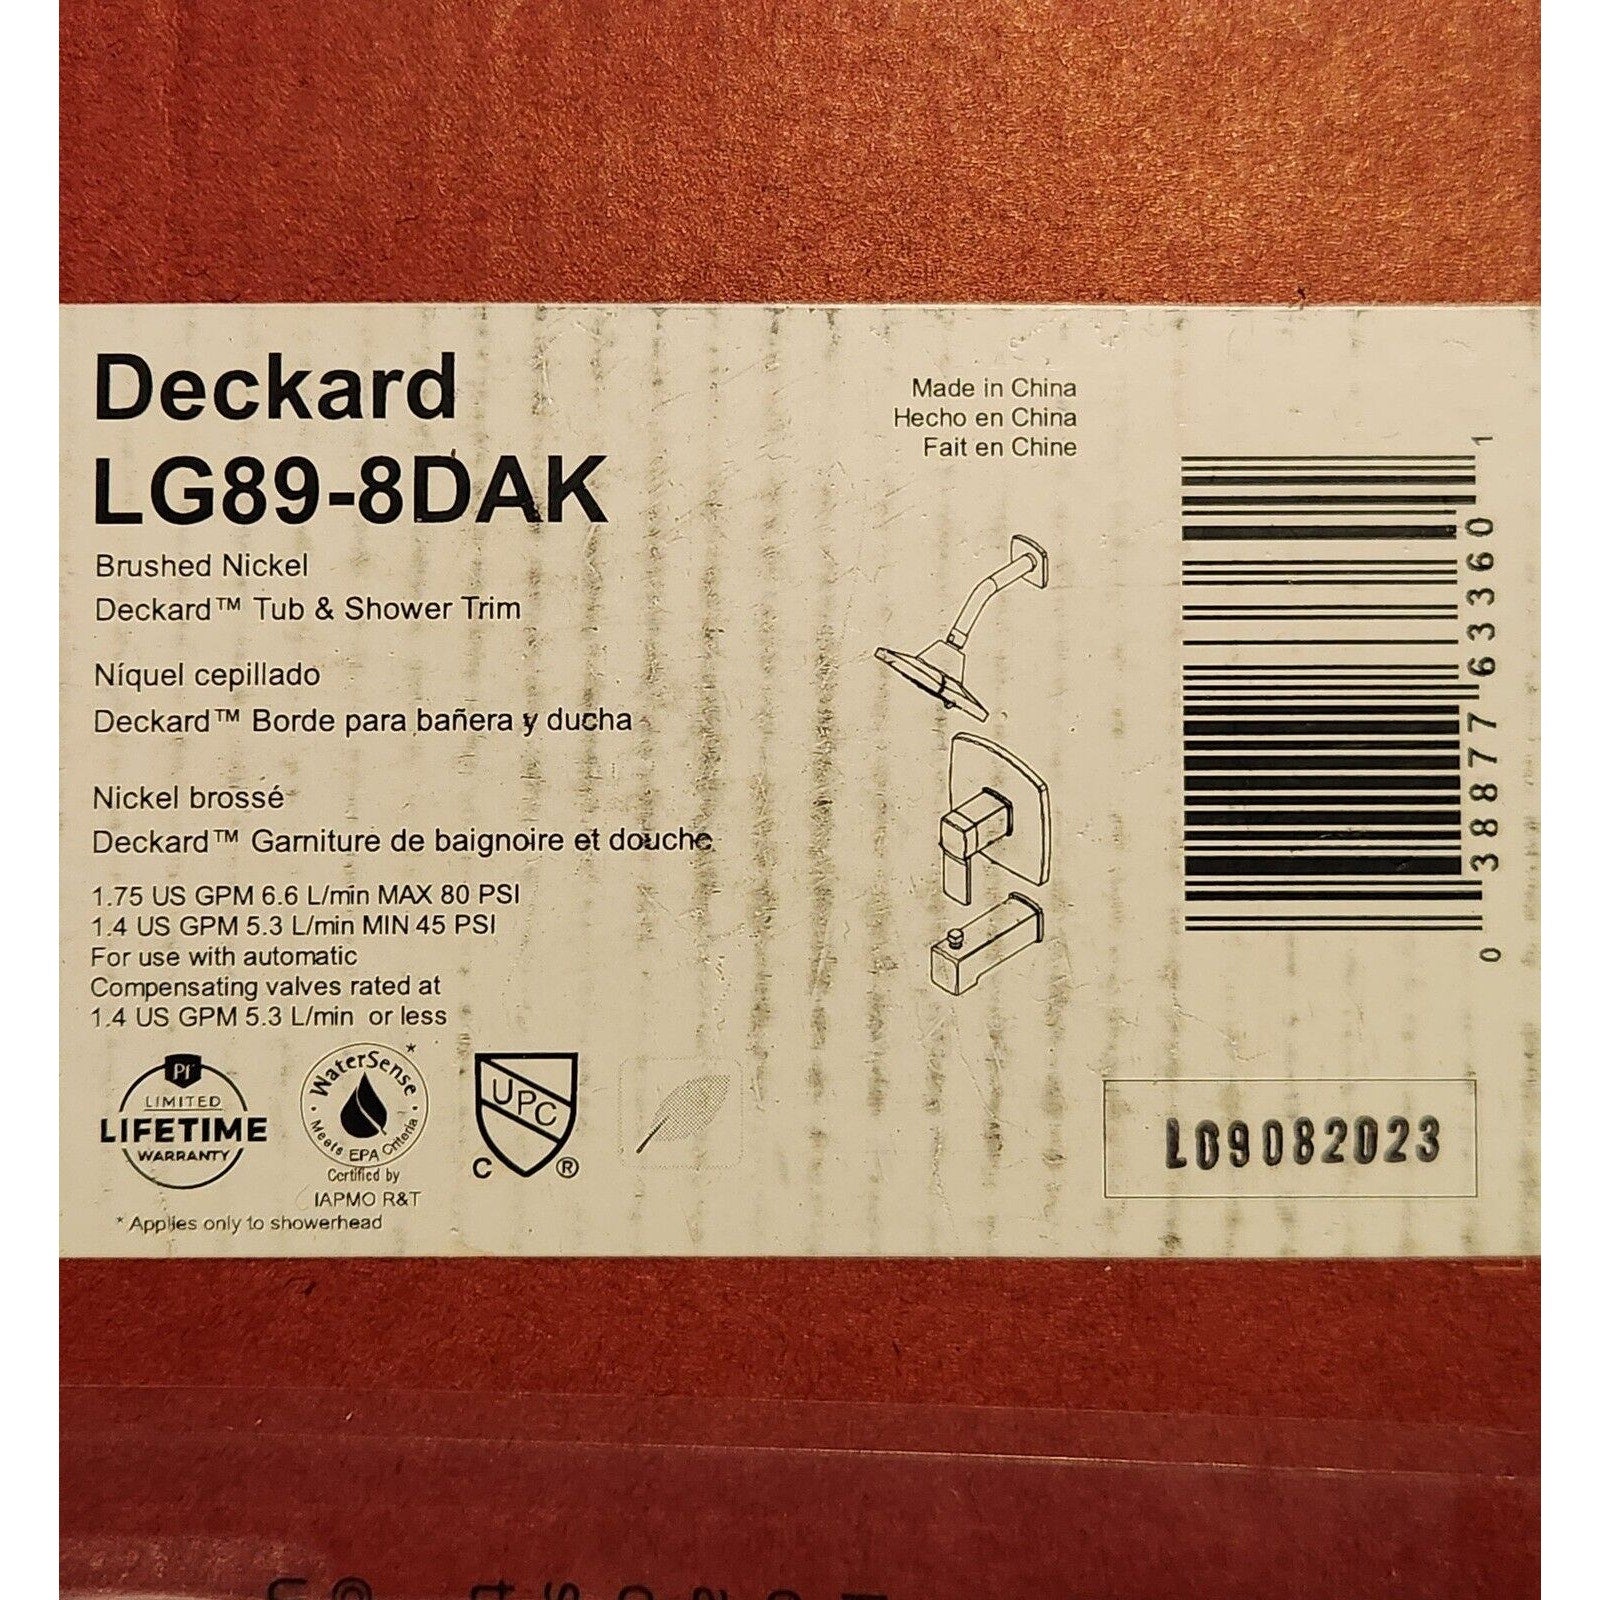 Deckard
LG89-8DAK
Brushed Nickel
Deckard™ Tub & Shower Trim
Níquel cepillado
Deckard™ Borde para bañera y ducha
Nickel brossé
Deckard™ Garniture de baignoire et douche
1.75 US GPM 6.6 L/min MAX 80 PSI
1.4 US GPM 5.3 L/min MIN 45 PSI
For use with automatic
Compensating valves rated at
1.4 US GPM 5.3 L/min or less
Pf
LIMITED
LIFETIME
WARRANTY
WaterSense
*
Meets EPA Criteria
Certified by
IAPMO R&T
* Applies only to showerhead
UPC
C ®
Made in China
Hecho en China
Fait en Chine
0 38877 63360 1
L09082023